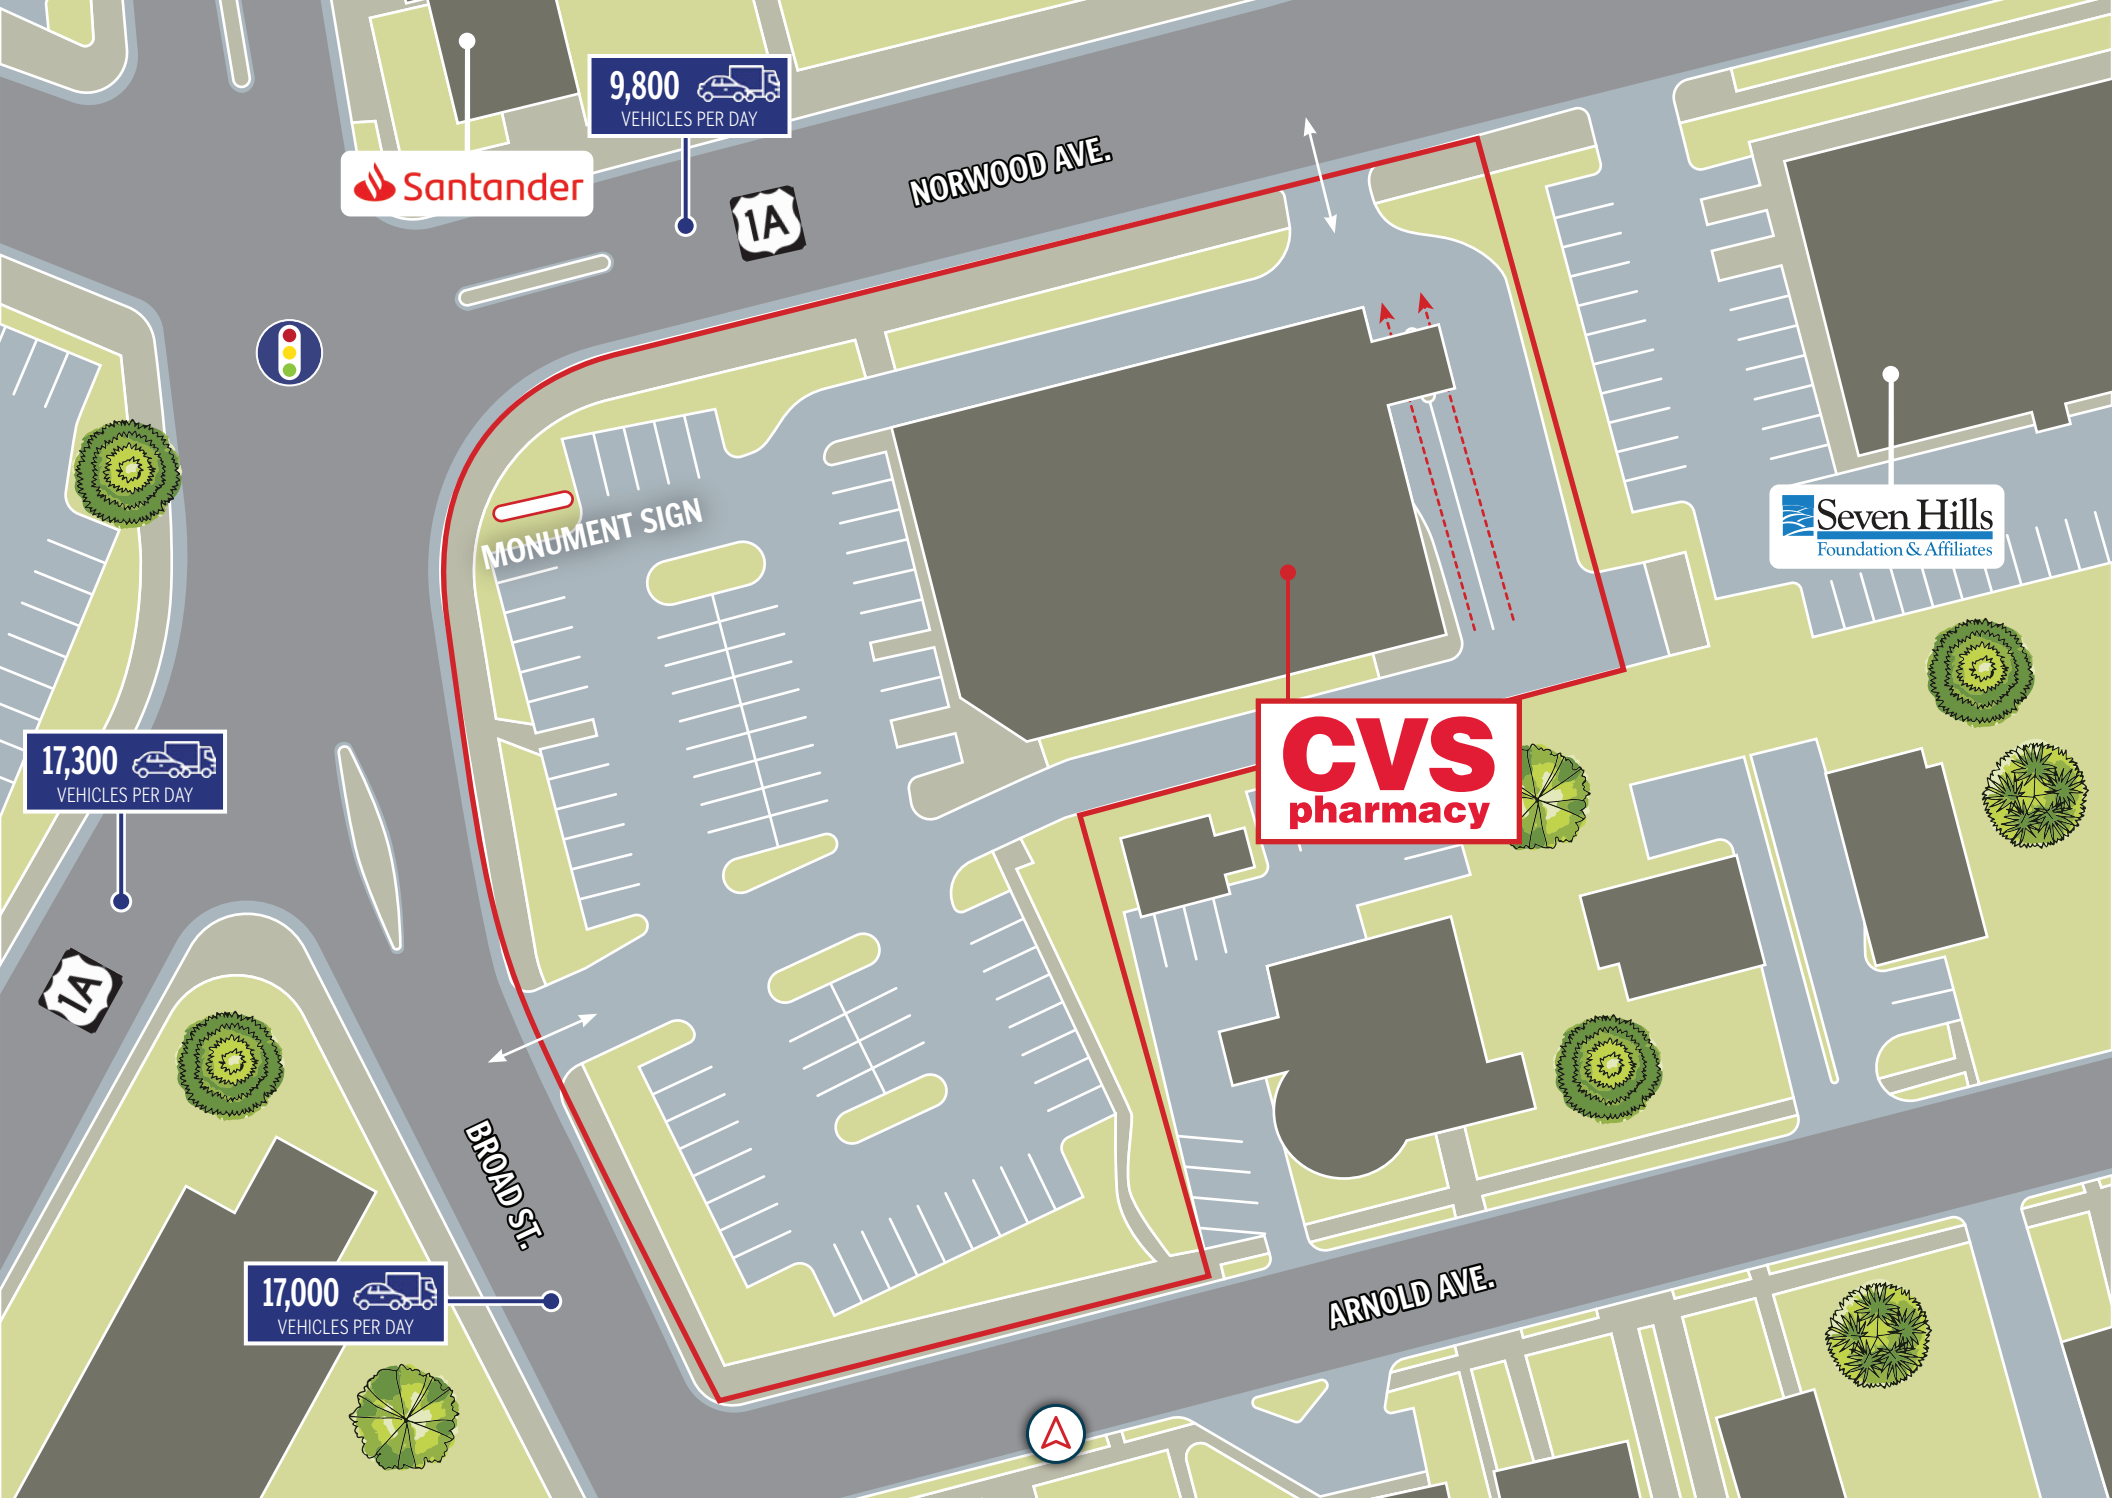 9,800
VEHICLES PER DAY
NORWOOD AVE.
Santander
1A
MONUMENT SIGN
Seven Hills
Foundation & Affiliates
CVS
pharmacy
17,300
VEHICLES PER DAY
1A
BROAD ST.
17,000
VEHICLES PER DAY
ARNOLD AVE.